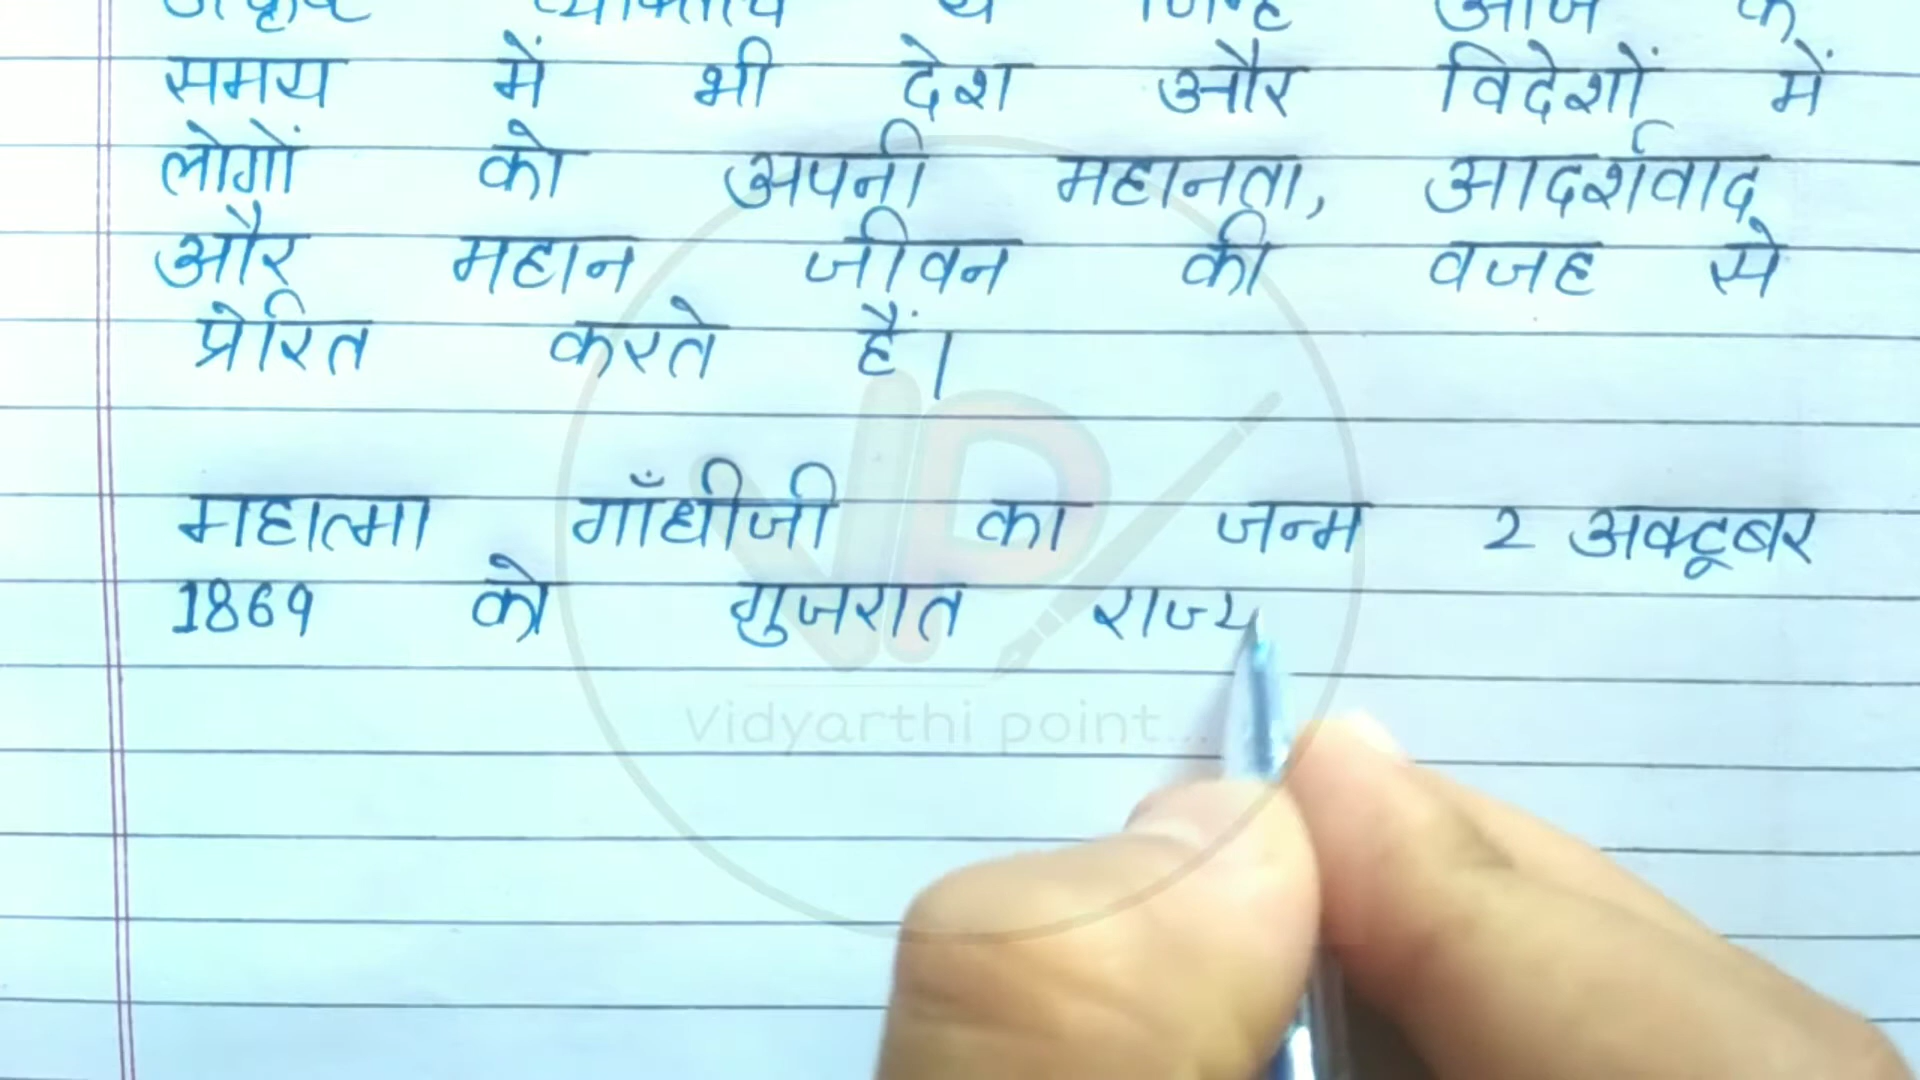 समय में भी देश और विदेशों में
लोगों को अपनी महानता, आदर्शवाद
और महान जीवन की वजह से
प्रेरित करते हैं।
महात्मा गाँधीजी का जन्म 2 अक्टूबर
1869 को गुजरात राज्य
VP
Vidyarthi point...